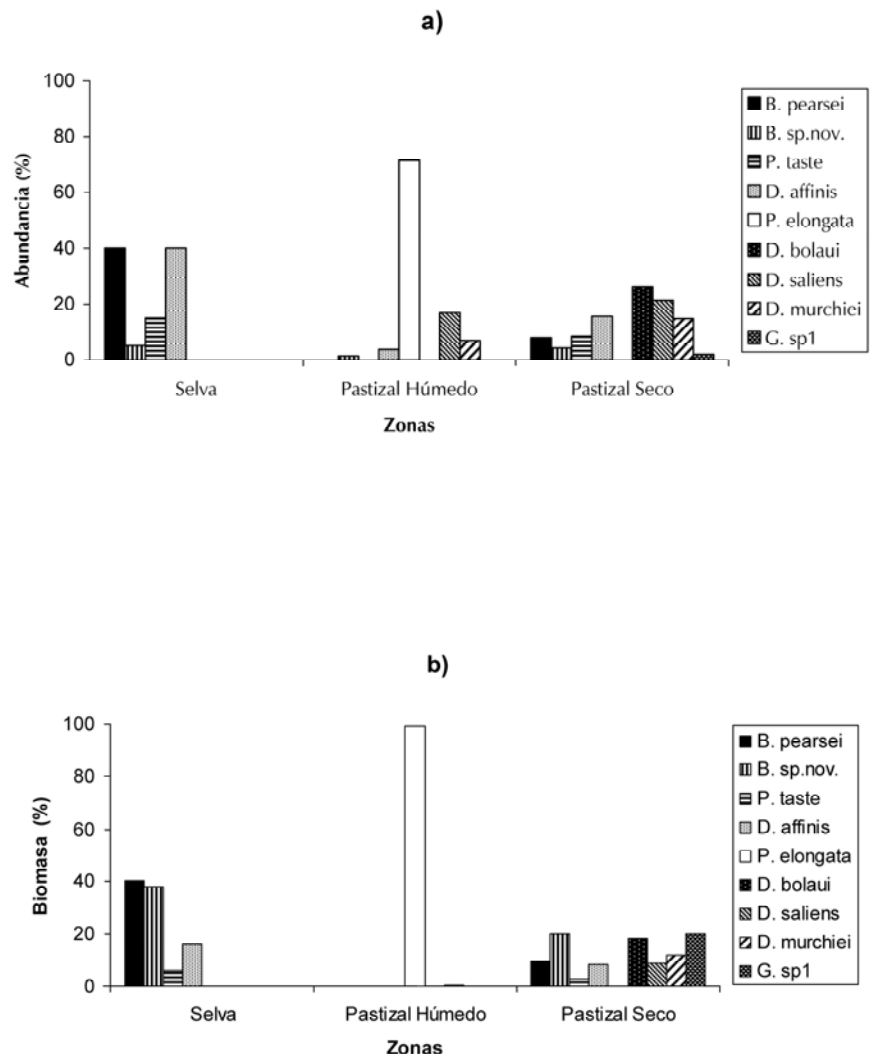 a)
100
80
60
40
20
0
Abundancia (%)
Selva
Pastizal Húmedo
Pastizal Seco
Zonas
B. pearsei
B. sp.nov.
P. taste
D. affinis
P. elongata
D. bolaui
D. saliens
D. murchiei
G. sp1
b)
100
80
60
40
20
0
Biomasa (%)
Selva
Pastizal Húmedo
Pastizal Seco
Zonas
B. pearsei
B. sp.nov.
P. taste
D. affinis
P. elongata
D. bolaui
D. saliens
D. murchiei
G. sp1